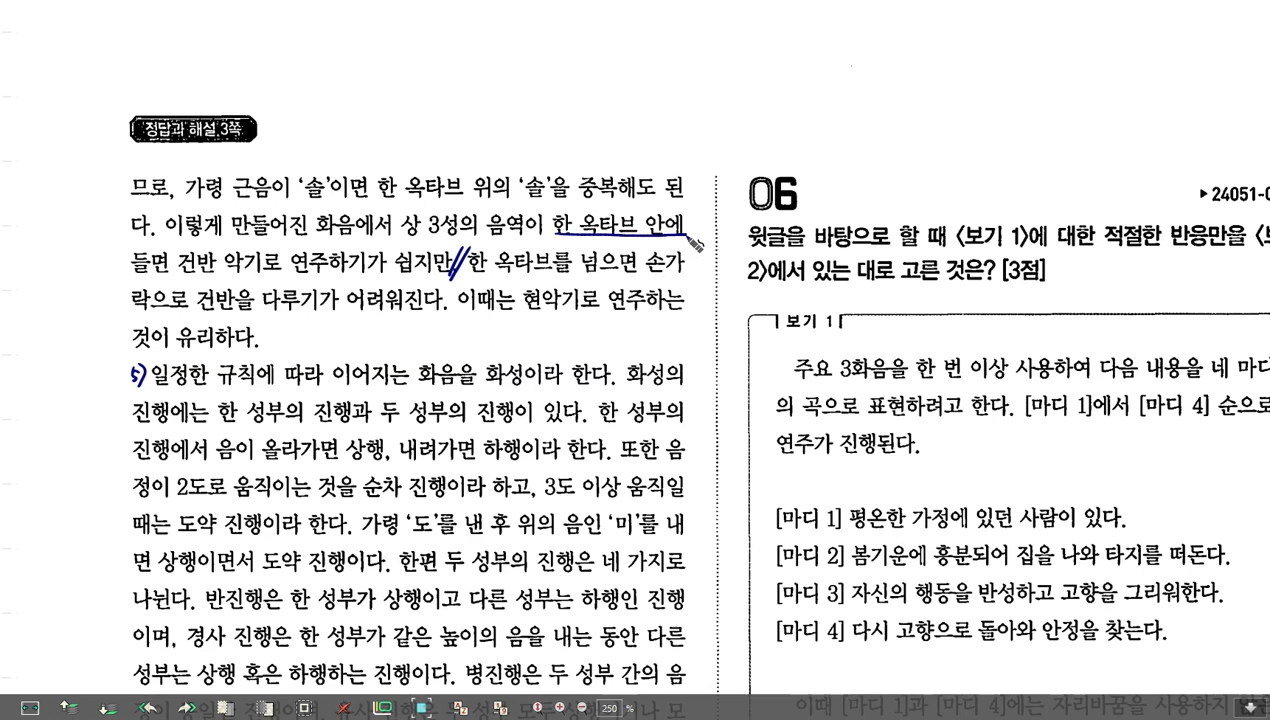 정답과 해설 3쪽
므로, 가령 근음이 ‘솔’이면 한 옥타브 위의 ‘솔’을 중복해도 된
다. 이렇게 만들어진 화음에서 상 3성의 음역이 한 옥타브 안에
들면 건반 악기로 연주하기가 쉽지만 한 옥타브를 넘으면 손가
락으로 건반을 다루기가 어려워진다. 이때는 현악기로 연주하는
것이 유리하다.
5) 일정한 규칙에 따라 이어지는 화음을 화성이라 한다. 화성의
진행에는 한 성부의 진행과 두 성부의 진행이 있다. 한 성부의
진행에서 음이 올라가면 상행, 내려가면 하행이라 한다. 또한 음
정이 2도로 움직이는 것을 순차 진행이라 하고, 3도 이상 움직일
때는 도약 진행이라 한다. 가령 ‘도’를 낸 후 위의 음인 ‘미’를 내
면 상행이면서 도약 진행이다. 한편 두 성부의 진행은 네 가지로
나뉜다. 반진행은 한 성부가 상행이고 다른 성부는 하행인 진행
이며, 경사 진행은 한 성부가 같은 높이의 음을 내는 동안 다른
성부는 상행 혹은 하행하는 진행이다. 병진행은 두 성부 간의 음
06
▶ 24051-0
윗글을 바탕으로 할 때 〈보기 1〉에 대한 적절한 반응만을 〈보
2〉에서 있는 대로 고른 것은? [3점]
보기 1
주요 3화음을 한 번 이상 사용하여 다음 내용을 네 마디
의 곡으로 표현하려고 한다. [마디 1]에서 [마디 4] 순으로
연주가 진행된다.
[마디 1] 평온한 가정에 있던 사람이 있다.
[마디 2] 봄기운에 흥분되어 집을 나와 타지를 떠돈다.
[마디 3] 자신의 행동을 반성하고 고향을 그리워한다.
[마디 4] 다시 고향으로 돌아와 안정을 찾는다.
이때 [마디 1]과 [마디 4]에는 자리바꿈을 사용하지
250 %